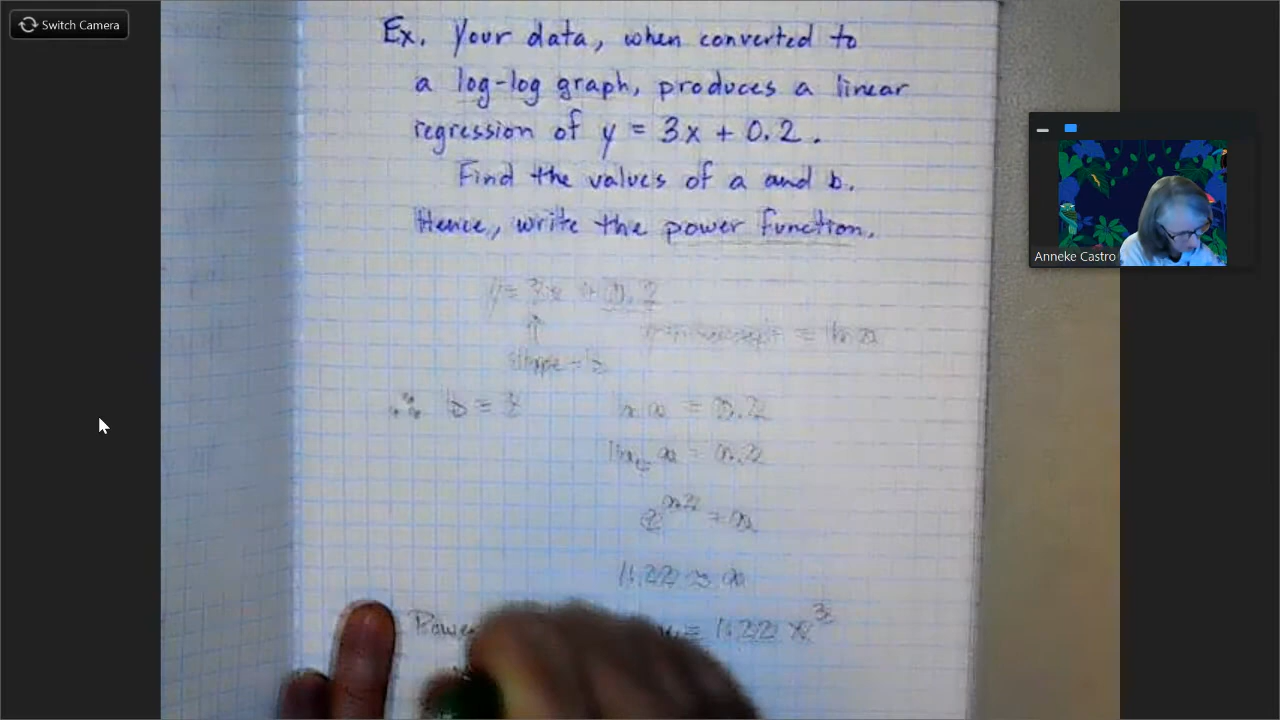 Switch Camera
Ex. Your data, when converted to
a log-log graph, produces a linear
regression of y = 3x + 0.2.
Find the values of a and b.
Hence, write the power function.
Anneke Castro
y = 3x + 0.2
↑
y-intercept = ln a
slope = b
∴ b = 3
ln a = 0.2
a = 0.2
e^0.2 = a
1.22 ≈ a
Power
= 1.22 x^3